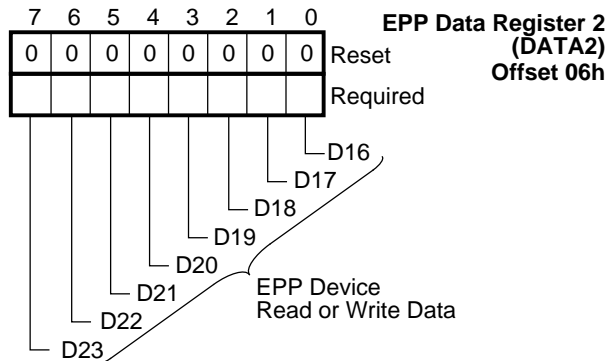 7 6 5 4 3 2 1 0
EPP Data Register 2
(DATA2)
Offset 06h
0 0 0 0 0 0 0 0 Reset
Required
D16
D17
D18
D19
D20
D21
D22
D23
EPP Device
Read or Write Data